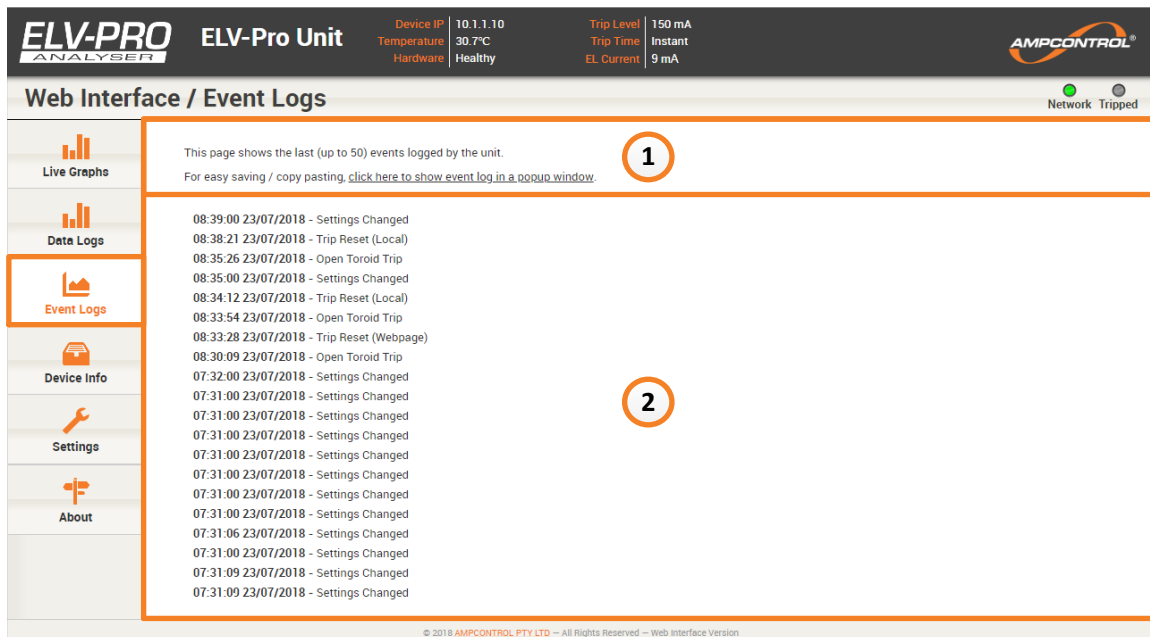 ELV-PRO
ANALYSER
ELV-Pro Unit
Device IP 10.1.1.10
Temperature 30.7°C
Hardware Healthy
Trip Level 150 mA
Trip Time Instant
EL Current 9 mA
AMPCONTROL®
Web Interface / Event Logs
Network Tripped
Live Graphs
Data Logs
Event Logs
Device Info
Settings
About
This page shows the last (up to 50) events logged by the unit.
1
For easy saving / copy pasting, click here to show event log in a popup window.
08:39:00 23/07/2018 - Settings Changed
08:38:21 23/07/2018 - Trip Reset (Local)
08:35:26 23/07/2018 - Open Toroid Trip
08:35:00 23/07/2018 - Settings Changed
08:34:12 23/07/2018 - Trip Reset (Local)
08:33:54 23/07/2018 - Open Toroid Trip
08:33:28 23/07/2018 - Trip Reset (Webpage)
08:30:09 23/07/2018 - Open Toroid Trip
07:32:00 23/07/2018 - Settings Changed
07:31:00 23/07/2018 - Settings Changed
2
07:31:00 23/07/2018 - Settings Changed
07:31:00 23/07/2018 - Settings Changed
07:31:00 23/07/2018 - Settings Changed
07:31:00 23/07/2018 - Settings Changed
07:31:00 23/07/2018 - Settings Changed
07:31:00 23/07/2018 - Settings Changed
07:31:06 23/07/2018 - Settings Changed
07:31:00 23/07/2018 - Settings Changed
07:31:09 23/07/2018 - Settings Changed
07:31:09 23/07/2018 - Settings Changed
© 2018 AMPCONTROL PTY LTD – All Rights Reserved – Web Interface Version